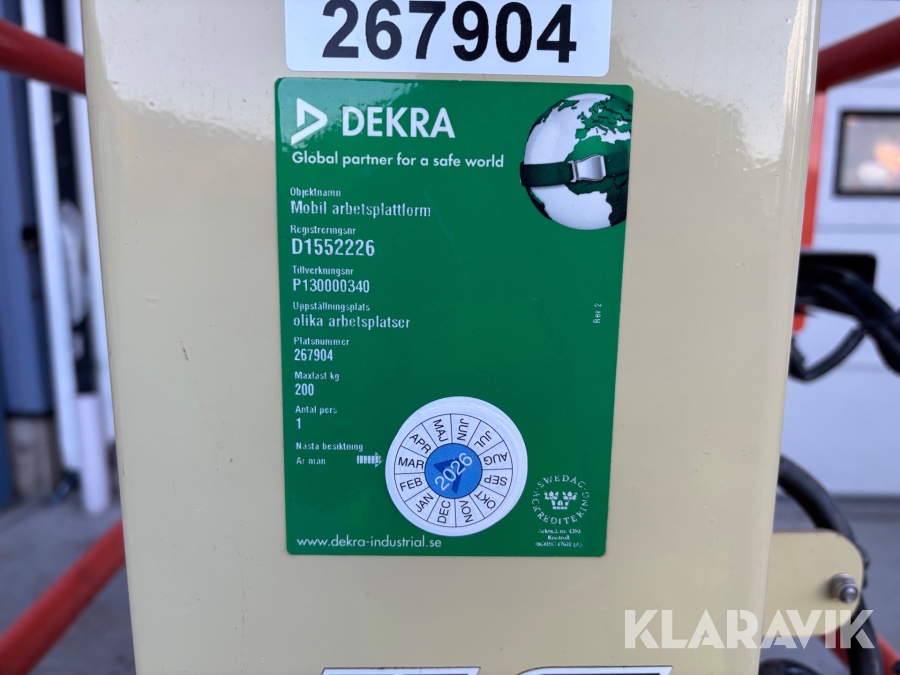 267904
DEKRA
Global partner for a safe world
Objektnamn
Mobil arbetsplattform
Registreringsnr
D1552226
Tillverkningsnr
P130000340
Uppställningsplats
olika arbetsplatser
Platsnummer
267904
Maxlast kg
200
Antal pers
1
Nästa besiktning
År mån
Rev 2
JAN
FEB
MAR
APR
MAJ
JUN
JUL
AUG
SEP
OKT
NOV
DEC
2026
SWEDAC
ACKREDITERING
Kontroll
www.dekra-industrial.se
KLARAVIK